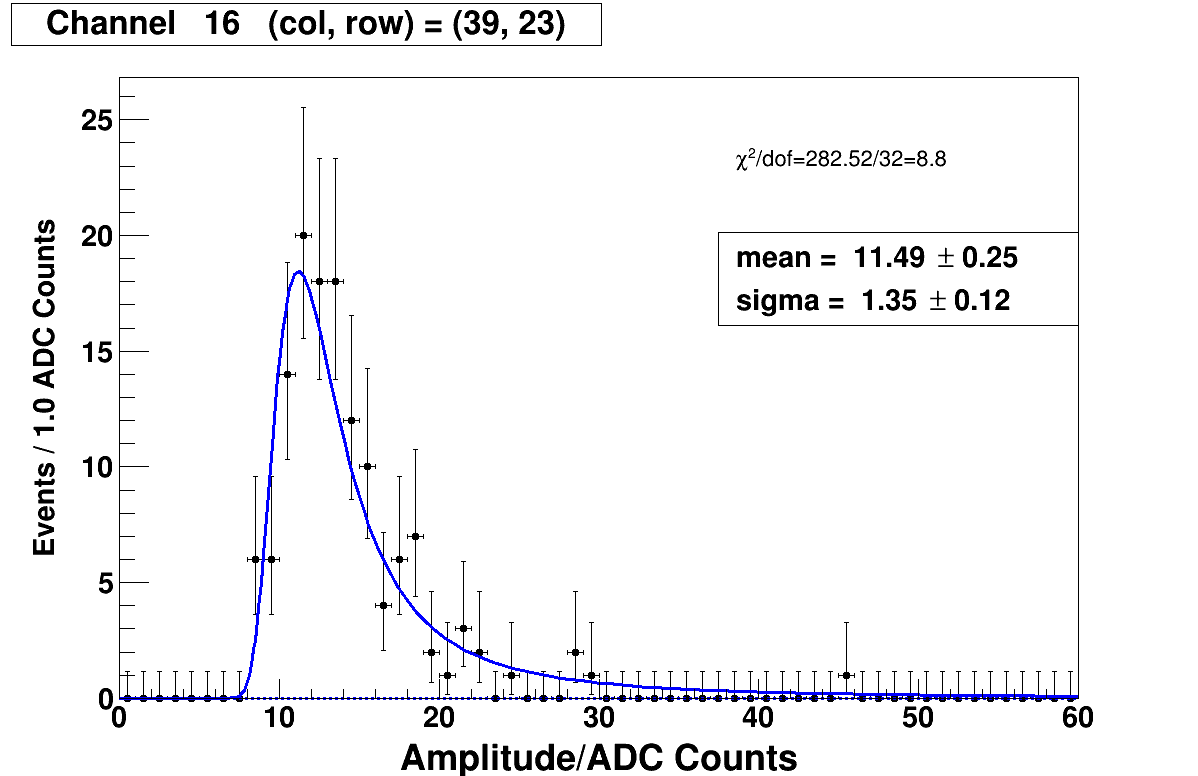 Channel 16 (col, row) = (39, 23)
χ²/dof=282.52/32=8.8
mean = 11.49 ± 0.25
sigma = 1.35 ± 0.12
Events / 1.0 ADC Counts
25
20
15
10
5
0
0 10 20 30 40 50 60
Amplitude/ADC Counts